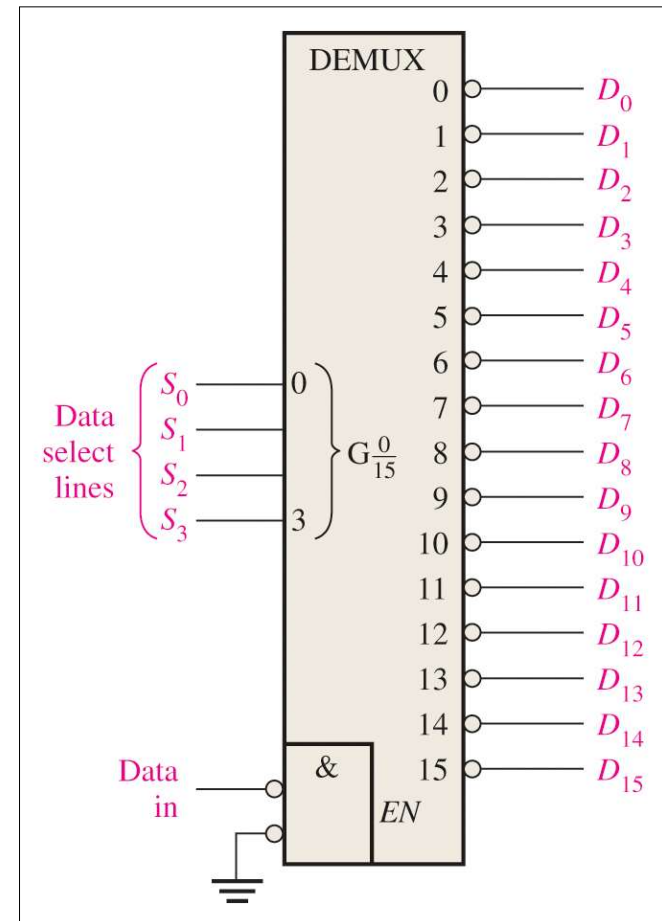 DEMUX
0 D0
1 D1
2 D2
3 D3
4 D4
5 D5
6 D6
7 D7
8 D8
9 D9
10 D10
11 D11
12 D12
13 D13
14 D14
15 D15
Data
select
lines
S0 0
S1
S2
S3 3
G 0/15
Data
in
&
EN